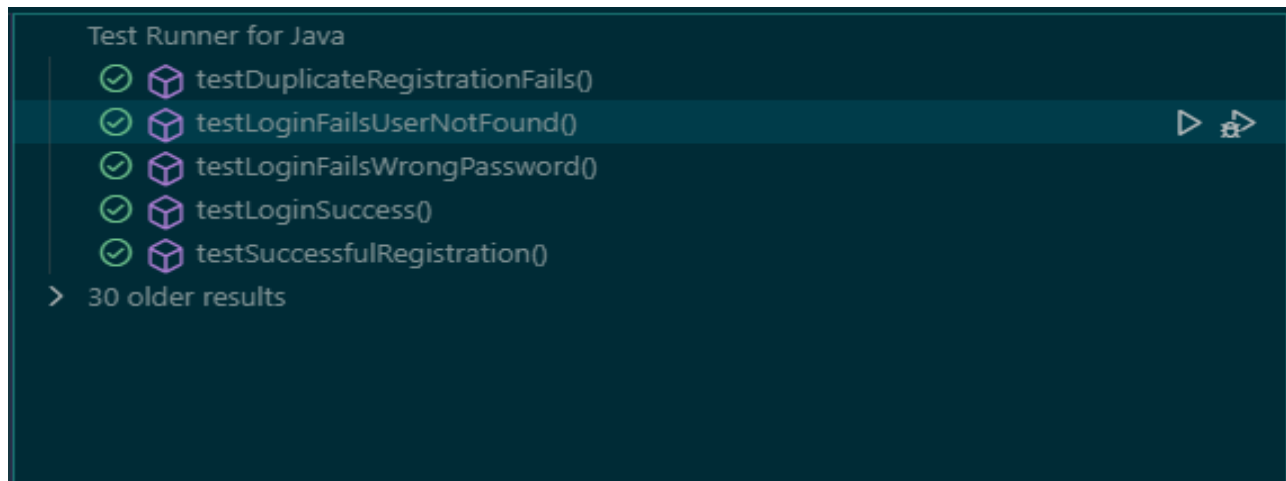 Test Runner for Java
testDuplicateRegistrationFails()
testLoginFailsUserNotFound()
testLoginFailsWrongPassword()
testLoginSuccess()
testSuccessfulRegistration()
30 older results